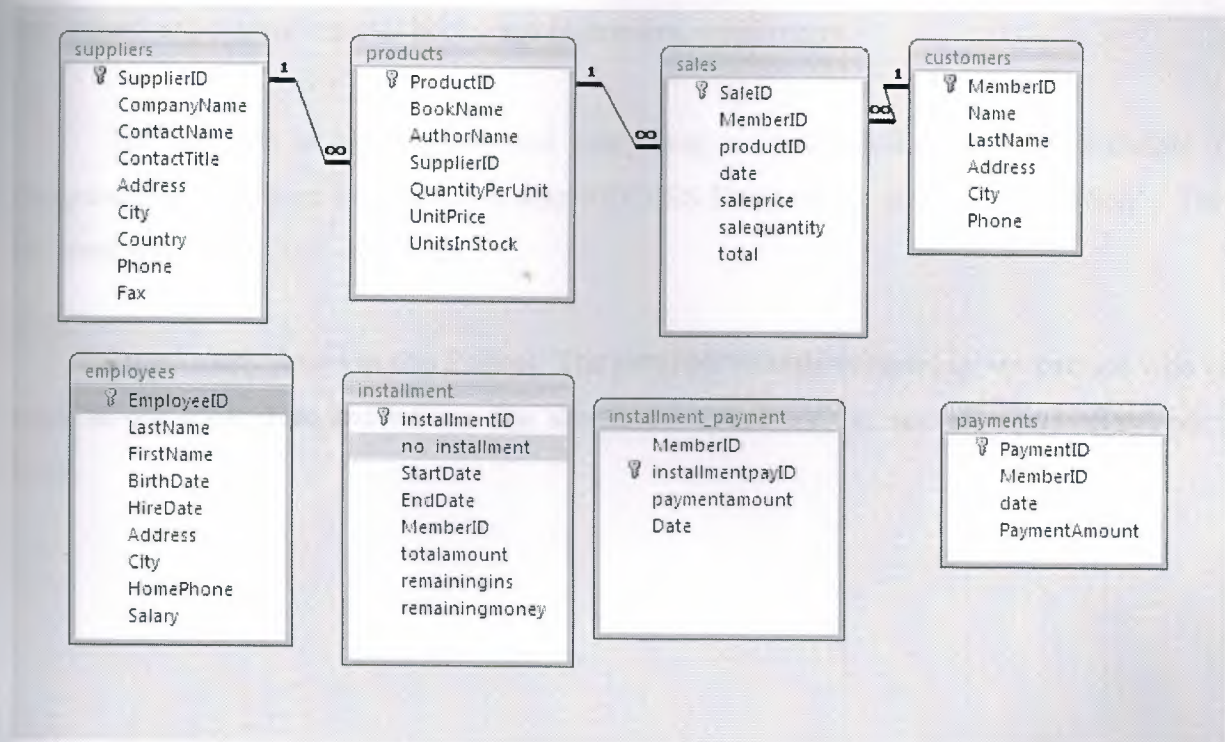 suppliers
SupplierID
CompanyName
ContactName
ContactTitle
Address
City
Country
Phone
Fax
1
∞
products
ProductID
BookName
AuthorName
SupplierID
QuantityPerUnit
UnitPrice
UnitsInStock
1
∞
sales
SaleID
MemberID
productID
date
saleprice
salequantity
total
1
∞
customers
MemberID
Name
LastName
Address
City
Phone
employees
EmployeeID
LastName
FirstName
BirthDate
HireDate
Address
City
HomePhone
Salary
installment
installmentID
no_installment
StartDate
EndDate
MemberID
totalamount
remainingins
remainingmoney
installment_payment
MemberID
installmentpayID
paymentamount
Date
payments
PaymentID
MemberID
date
PaymentAmount